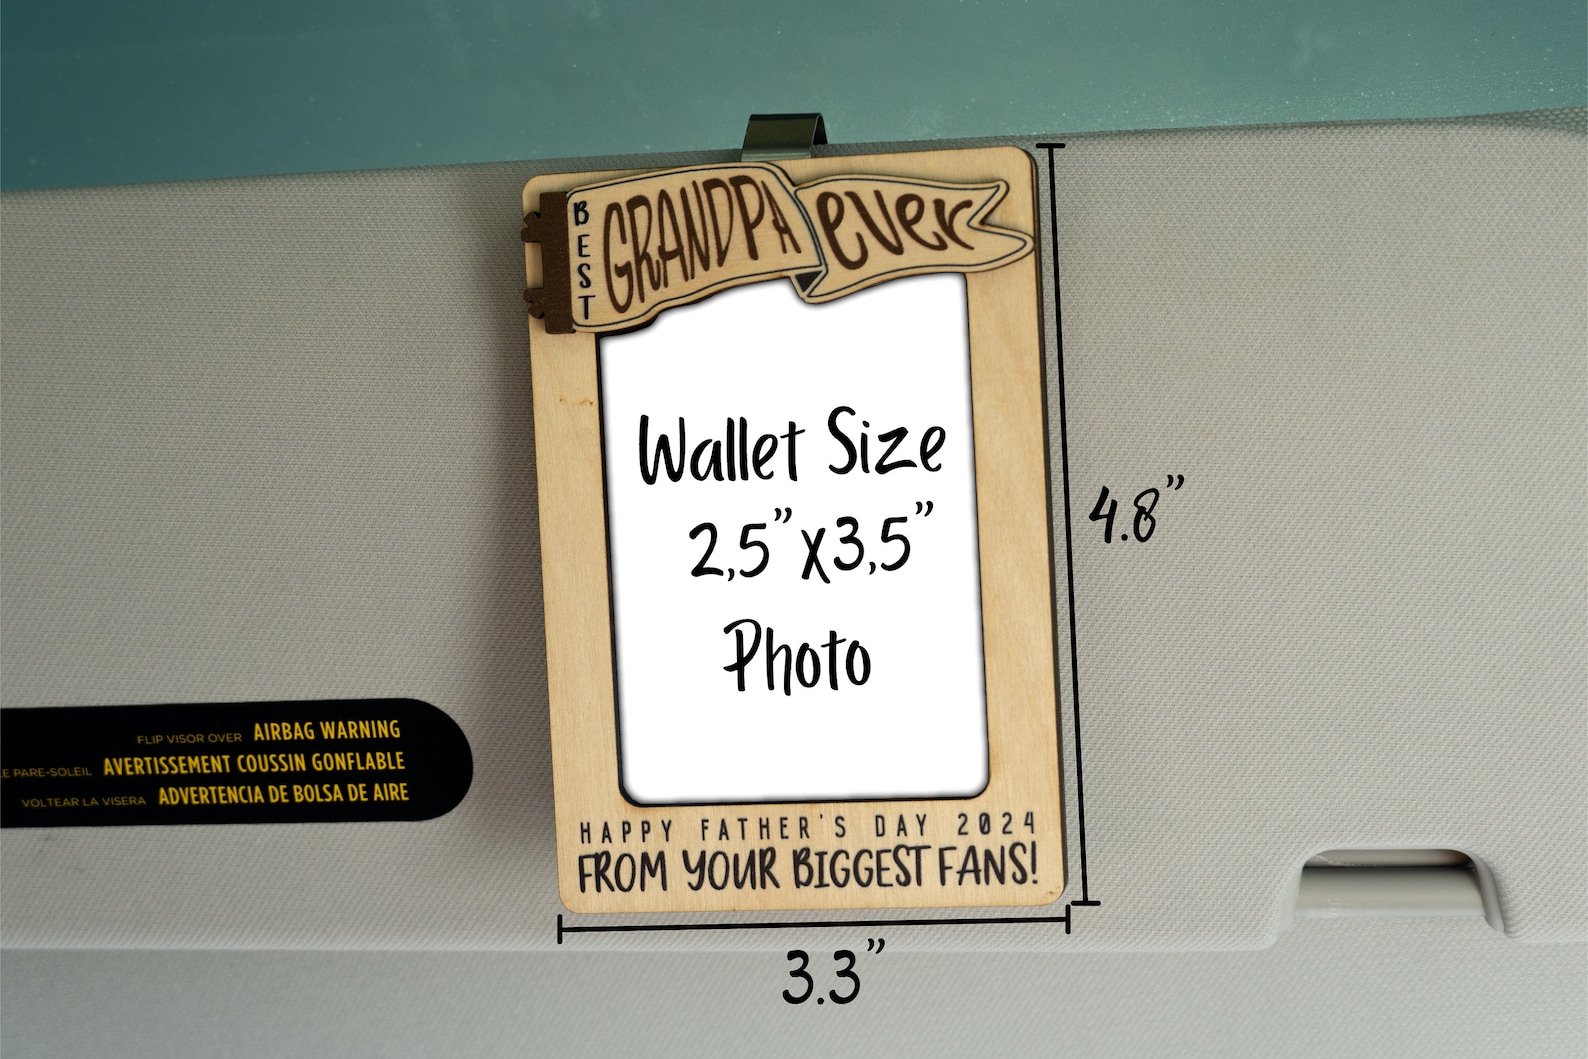 BEST GRANDPA ever
Wallet Size
2,5”x3,5”
Photo
4.8”
FLIP VISOR OVER AIRBAG WARNING
PARE-SOLEIL AVERTISSEMENT COUSSIN GONFLABLE
VOLTEAR LA VISERA ADVERTENCIA DE BOLSA DE AIRE
HAPPY FATHER'S DAY 2024
FROM YOUR BIGGEST FANS!
3.3”